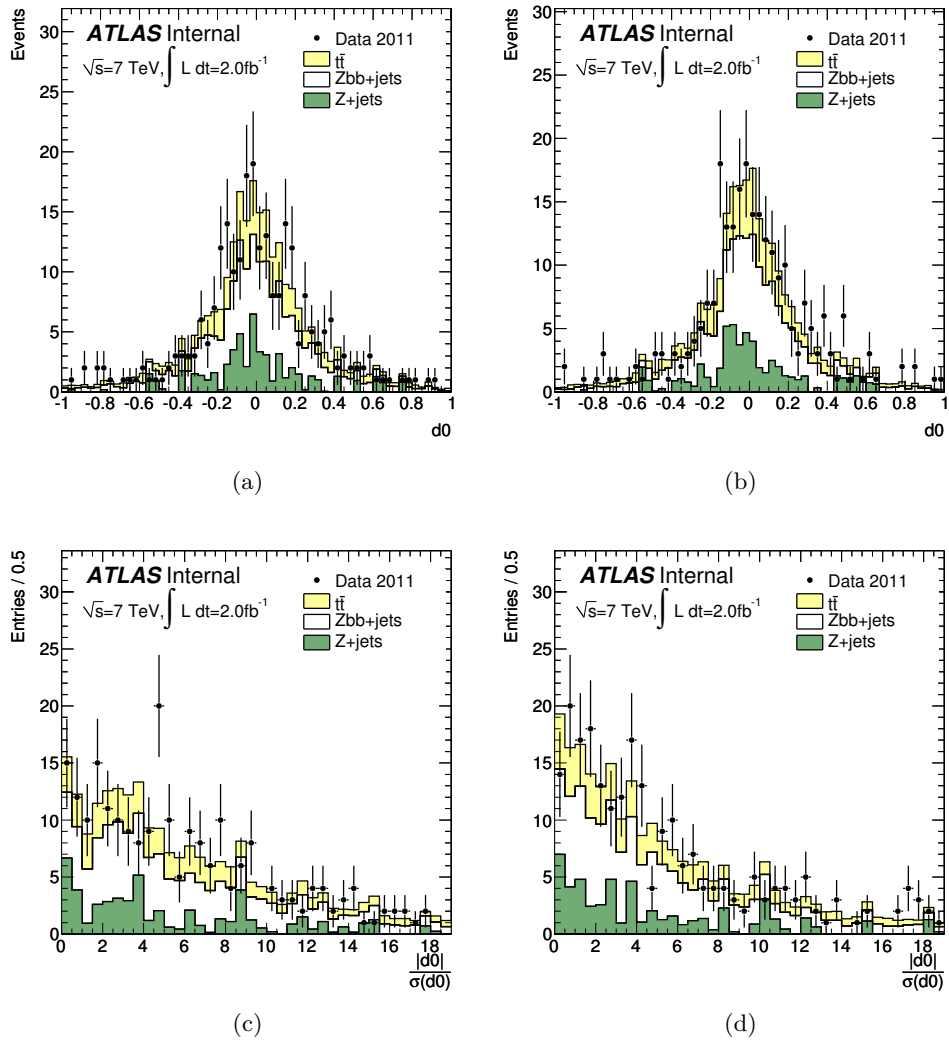 Events
30
25
20
15
10
5
0
ATLAS Internal
√s=7 TeV,∫ L dt=2.0fb⁻¹
Data 2011
tt̄
Zbb+jets
Z+jets
-1 -0.8 -0.6 -0.4 -0.2 0 0.2 0.4 0.6 0.8 1
d0
(a)
Events
30
25
20
15
10
5
0
ATLAS Internal
√s=7 TeV,∫ L dt=2.0fb⁻¹
Data 2011
tt̄
Zbb+jets
Z+jets
-1 -0.8 -0.6 -0.4 -0.2 0 0.2 0.4 0.6 0.8 1
d0
(b)
Entries / 0.5
30
25
20
15
10
5
0
ATLAS Internal
√s=7 TeV,∫ L dt=2.0fb⁻¹
Data 2011
tt̄
Zbb+jets
Z+jets
0 2 4 6 8 10 12 14 16 18
|d0|
σ(d0)
(c)
Entries / 0.5
30
25
20
15
10
5
0
ATLAS Internal
√s=7 TeV,∫ L dt=2.0fb⁻¹
Data 2011
tt̄
Zbb+jets
Z+jets
0 2 4 6 8 10 12 14 16 18
|d0|
σ(d0)
(d)